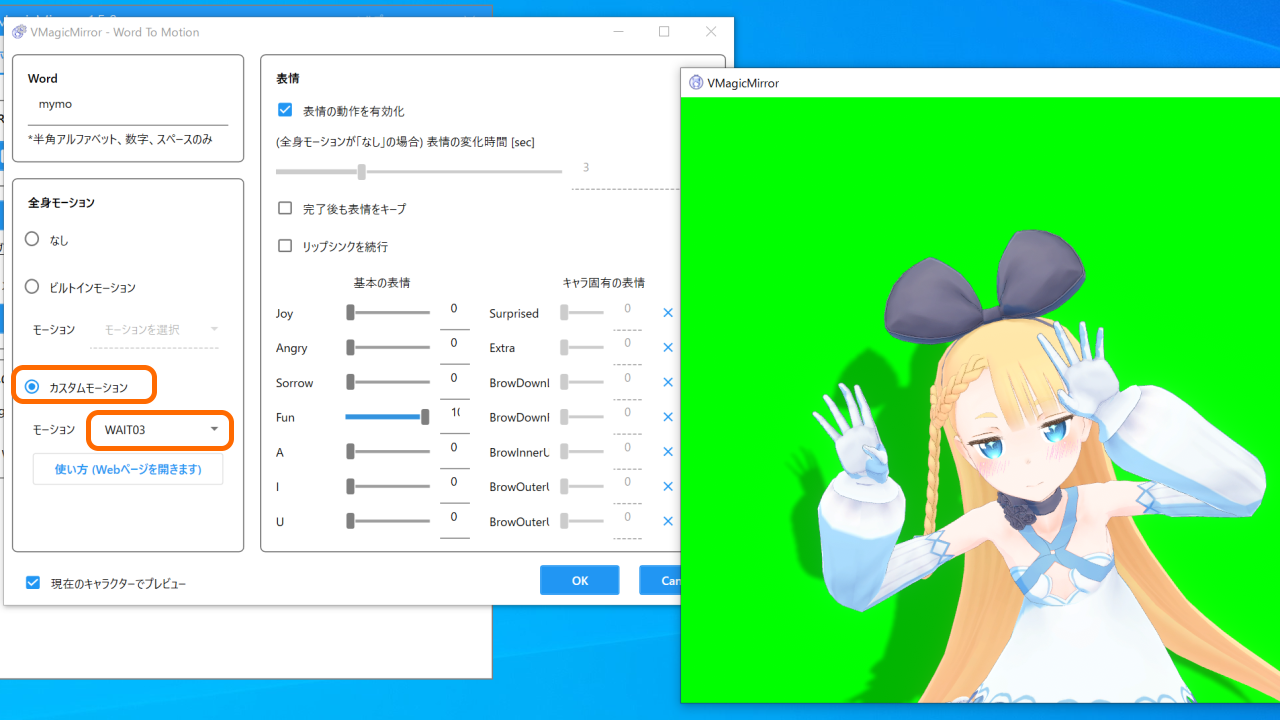 VMagicMirror - Word To Motion
Word
mymo
*半角アルファベット、数字、スペースのみ
全身モーション
なし
ビルトインモーション
モーション モーションを選択
カスタムモーション
モーション WAIT03
使い方 (Webページを開きます)
現在のキャラクターでプレビュー
表情
表情の動作を有効化
(全身モーションが「なし」の場合) 表情の変化時間 [sec]
3
完了後も表情をキープ
リップシンクを続行
基本の表情 キャラ固有の表情
Joy 0 Surprised 0
Angry 0 Extra 0
Sorrow 0 BrowDownl 0
Fun 10 BrowDownl 0
A 0 BrowInnerU 0
I 0 BrowOuterU 0
U 0 BrowOuterU 0
OK Can
VMagicMirror